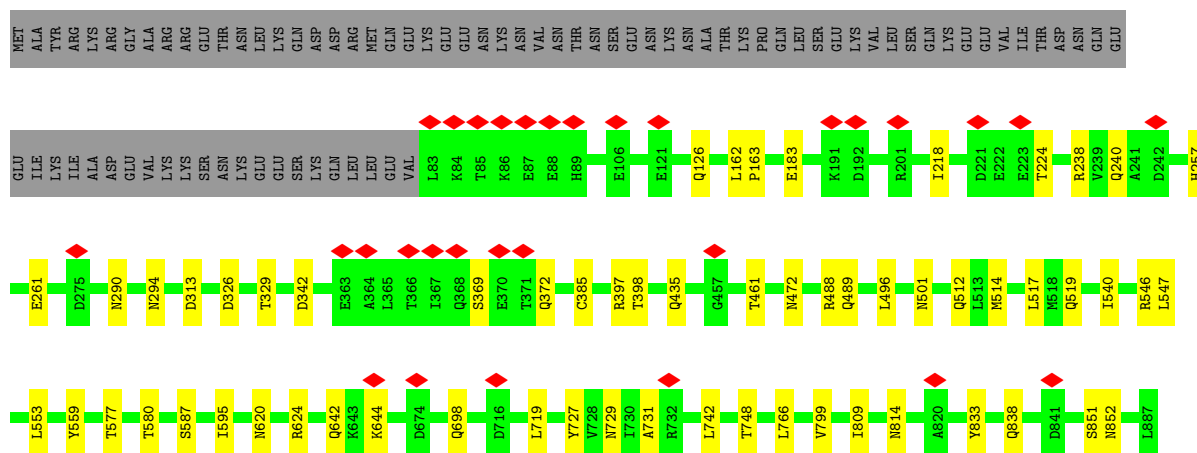 MET ALA TYR ARG LYS ARG GLY ALA ARG ARG GLU THR ASN LEU LYS GLN ASP ASP ARG MET GLN GLU LYS GLU GLU ASN LYS ASN VAL ASN THR ASN SER GLU ASN LYS ASN ALA THR LYS PRO GLN LEU SER GLU LYS VAL LEU SER GLN LYS GLU GLU VAL ILE THR ASP ASN GLN GLU
GLU ILE LYS ILE ALA ASP GLU VAL LYS LYS SER ASN LYS GLU GLU SER LYS GLN LEU LEU GLU VAL L83 K84 T85 K86 E87 E88 H89 E106 E121 Q126 L162 P163 E183 K191 D192 R201 I218 D221 E222 E223 T224 R238 V239 Q240 A241 D242 H257
E261 D275 N290 N294 D313 D326 T329 D342 E363 A364 L365 T366 I367 Q368 S369 E370 T371 Q372 C385 R397 T398 Q435 G457 T461 N472 R488 Q489 L496 N501 Q512 L513 M514 L517 M518 Q519 I540 R546 L547
L553 Y559 T577 T580 S587 I595 N620 R624 Q642 K643 K644 D674 Q698 D716 L719 Y727 V728 N729 I730 A731 R732 L742 T748 L766 V799 I809 N814 A820 Y833 Q838 D841 S851 N852 L887